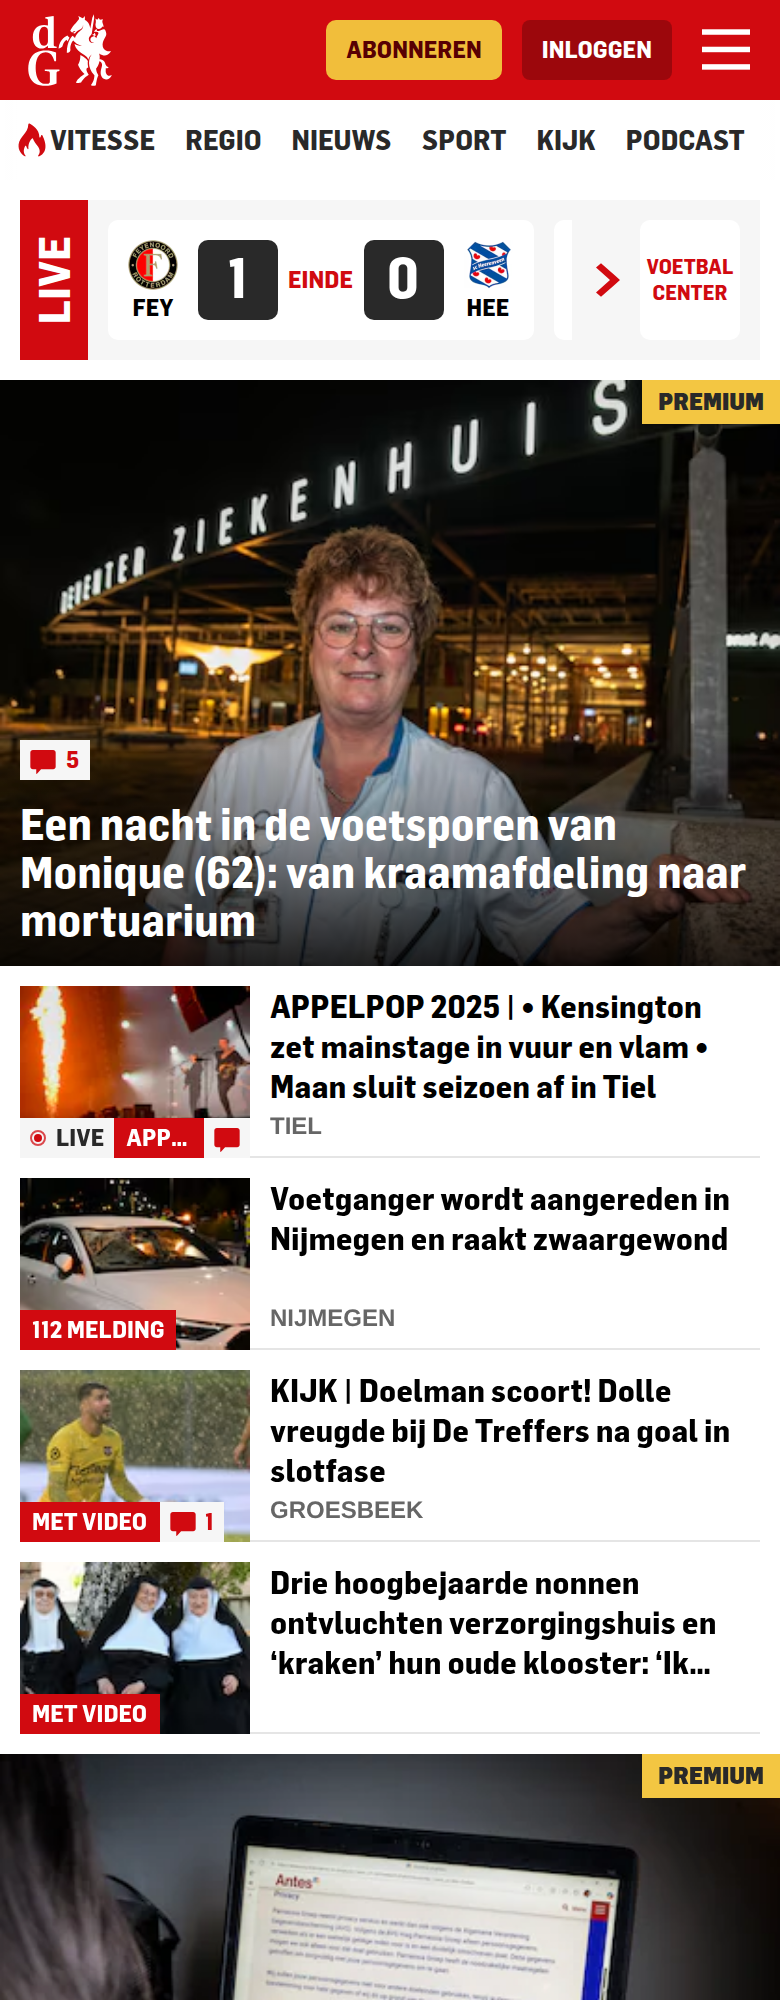 dG
ABONNEREN
INLOGGEN
VITESSE REGIO NIEUWS SPORT KIJK PODCAST
LIVE
FEYENOORD
ROTTERDAM
1
EINDE
0
FEY
HEE
VOETBAL
CENTER
PREMIUM
DEVENTER ZIEKENHUIS
5
Een nacht in de voetsporen van
Monique (62): van kraamafdeling naar
mortuarium
APPELPOP 2025 | • Kensington
zet mainstage in vuur en vlam •
Maan sluit seizoen af in Tiel
TIEL
LIVE
APP...
Voetganger wordt aangereden in
Nijmegen en raakt zwaargewond
NIJMEGEN
112 MELDING
KIJK | Doelman scoort! Dolle
vreugde bij De Treffers na goal in
slotfase
GROESBEEK
MET VIDEO
1
Drie hoogbejaarde nonnen
ontvluchten verzorgingshuis en
‘kraken’ hun oude klooster: ‘Ik...
MET VIDEO
PREMIUM
Antes
Privacy